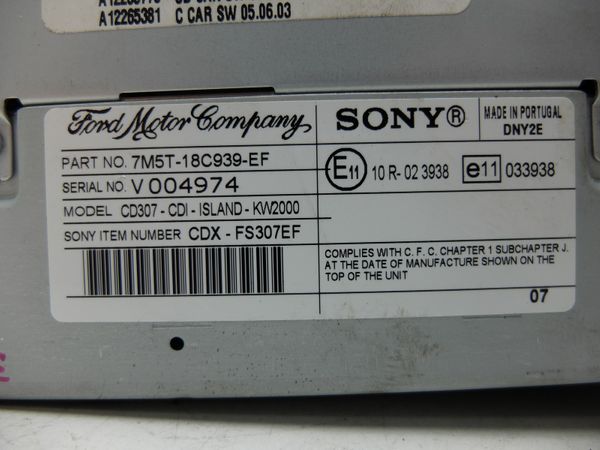 A12265381 C CAR SW 05.06.03
Ford Motor Company
SONY®
MADE IN PORTUGAL
DNY2E
PART NO. 7M5T-18C939-EF
SERIAL NO. V 004974
MODEL CD307 - CDI - ISLAND - KW2000
SONY ITEM NUMBER CDX - FS307EF
E11 10 R- 02 3938 e11 033938
COMPLIES WITH C. F. C. CHAPTER 1 SUBCHAPTER J.
AT THE DATE OF MANUFACTURE SHOWN ON THE
TOP OF THE UNIT
07